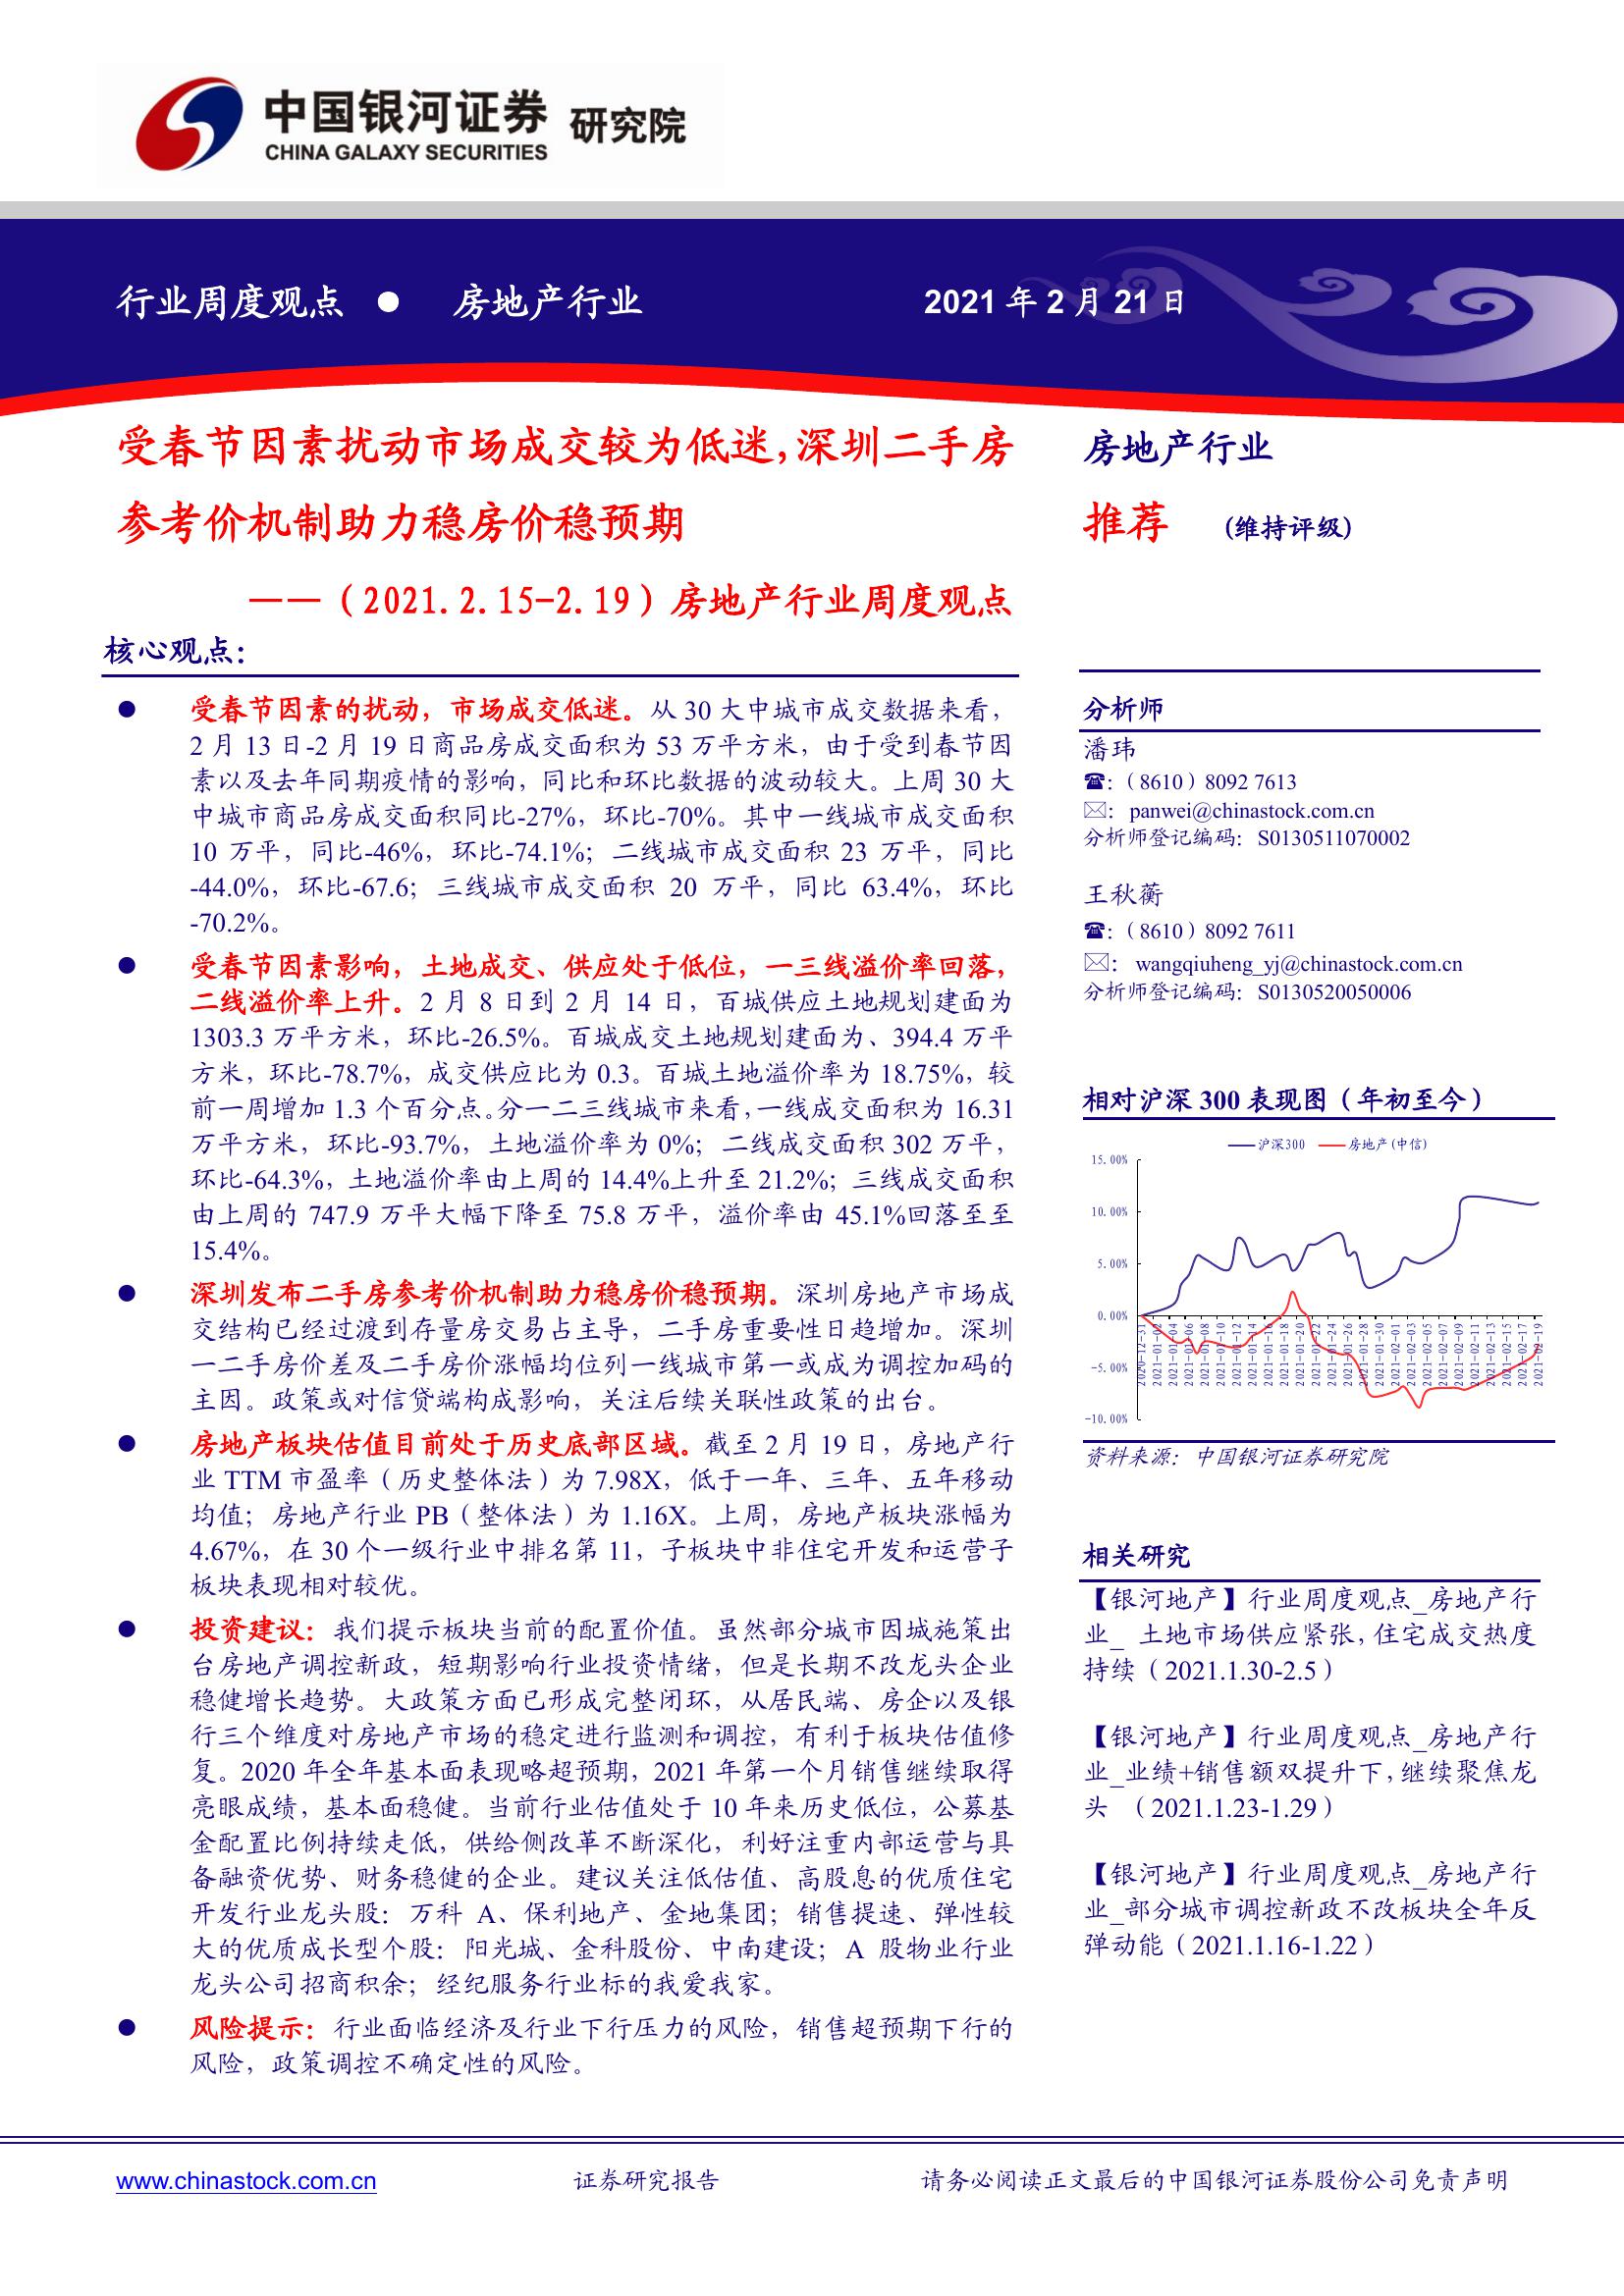 中国银河证券 研究院
CHINA GALAXY SECURITIES
行业周度观点 ● 房地产行业
2021 年 2 月 21 日
受春节因素扰动市场成交较为低迷,深圳二手房
参考价机制助力稳房价稳预期
——（2021.2.15-2.19）房地产行业周度观点
核心观点：
● 受春节因素的扰动，市场成交低迷。从 30 大中城市成交数据来看，
2 月 13 日-2 月 19 日商品房成交面积为 53 万平方米，由于受到春节因
素以及去年同期疫情的影响，同比和环比数据的波动较大。上周 30 大
中城市商品房成交面积同比-27%，环比-70%。其中一线城市成交面积
10 万平，同比-46%，环比-74.1%；二线城市成交面积 23 万平，同比
-44.0%，环比-67.6；三线城市成交面积 20 万平，同比 63.4%，环比
-70.2%。
● 受春节因素影响，土地成交、供应处于低位，一三线溢价率回落，
二线溢价率上升。2 月 8 日到 2 月 14 日，百城供应土地规划建面为
1303.3 万平方米，环比-26.5%。百城成交土地规划建面为、394.4 万平
方米，环比-78.7%，成交供应比为 0.3。百城土地溢价率为 18.75%，较
前一周增加 1.3 个百分点。分一二三线城市来看，一线成交面积为 16.31
万平方米，环比-93.7%，土地溢价率为 0%；二线成交面积 302 万平，
环比-64.3%，土地溢价率由上周的 14.4%上升至 21.2%；三线成交面积
由上周的 747.9 万平大幅下降至 75.8 万平，溢价率由 45.1%回落至至
15.4%。
● 深圳发布二手房参考价机制助力稳房价稳预期。深圳房地产市场成
交结构已经过渡到存量房交易占主导，二手房重要性日趋增加。深圳
一二手房价差及二手房价涨幅均位列一线城市第一或成为调控加码的
主因。政策或对信贷端构成影响，关注后续关联性政策的出台。
● 房地产板块估值目前处于历史底部区域。截至 2 月 19 日，房地产行
业 TTM 市盈率（历史整体法）为 7.98X，低于一年、三年、五年移动
均值；房地产行业 PB（整体法）为 1.16X。上周，房地产板块涨幅为
4.67%，在 30 个一级行业中排名第 11，子板块中非住宅开发和运营子
板块表现相对较优。
● 投资建议：我们提示板块当前的配置价值。虽然部分城市因城施策出
台房地产调控新政，短期影响行业投资情绪，但是长期不改龙头企业
稳健增长趋势。大政策方面已形成完整闭环，从居民端、房企以及银
行三个维度对房地产市场的稳定进行监测和调控，有利于板块估值修
复。2020 年全年基本面表现略超预期，2021 年第一个月销售继续取得
亮眼成绩，基本面稳健。当前行业估值处于 10 年来历史低位，公募基
金配置比例持续走低，供给侧改革不断深化，利好注重内部运营与具
备融资优势、财务稳健的企业。建议关注低估值、高股息的优质住宅
开发行业龙头股：万科 A、保利地产、金地集团；销售提速、弹性较
大的优质成长型个股：阳光城、金科股份、中南建设；A 股物业行业
龙头公司招商积余；经纪服务行业标的我爱我家。
● 风险提示：行业面临经济及行业下行压力的风险，销售超预期下行的
风险，政策调控不确定性的风险。
房地产行业
推荐 （维持评级）
分析师
潘玮
☎:（8610）8092 7613
✉: panwei@chinastock.com.cn
分析师登记编码：S0130511070002
王秋蘅
☎:（8610）8092 7611
✉: wangqiuheng_yj@chinastock.com.cn
分析师登记编码：S0130520050006
相对沪深 300 表现图（年初至今）
沪深300 房地产(中信)
15.00%
10.00%
5.00%
0.00%
-5.00%
-10.00%
2020-12-31
2021-01-02
2021-01-04
2021-01-06
2021-01-08
2021-01-10
2021-01-12
2021-01-14
2021-01-16
2021-01-18
2021-01-20
2021-01-22
2021-01-24
2021-01-26
2021-01-28
2021-01-30
2021-02-01
2021-02-03
2021-02-05
2021-02-07
2021-02-09
2021-02-11
2021-02-13
2021-02-15
2021-02-17
2021-02-19
资料来源：中国银河证券研究院
相关研究
【银河地产】行业周度观点_房地产行
业_ 土地市场供应紧张，住宅成交热度
持续（2021.1.30-2.5）
【银河地产】行业周度观点_房地产行
业_业绩+销售额双提升下，继续聚焦龙
头 （2021.1.23-1.29）
【银河地产】行业周度观点_房地产行
业_部分城市调控新政不改板块全年反
弹动能（2021.1.16-1.22）
www.chinastock.com.cn
证券研究报告
请务必阅读正文最后的中国银河证券股份公司免责声明